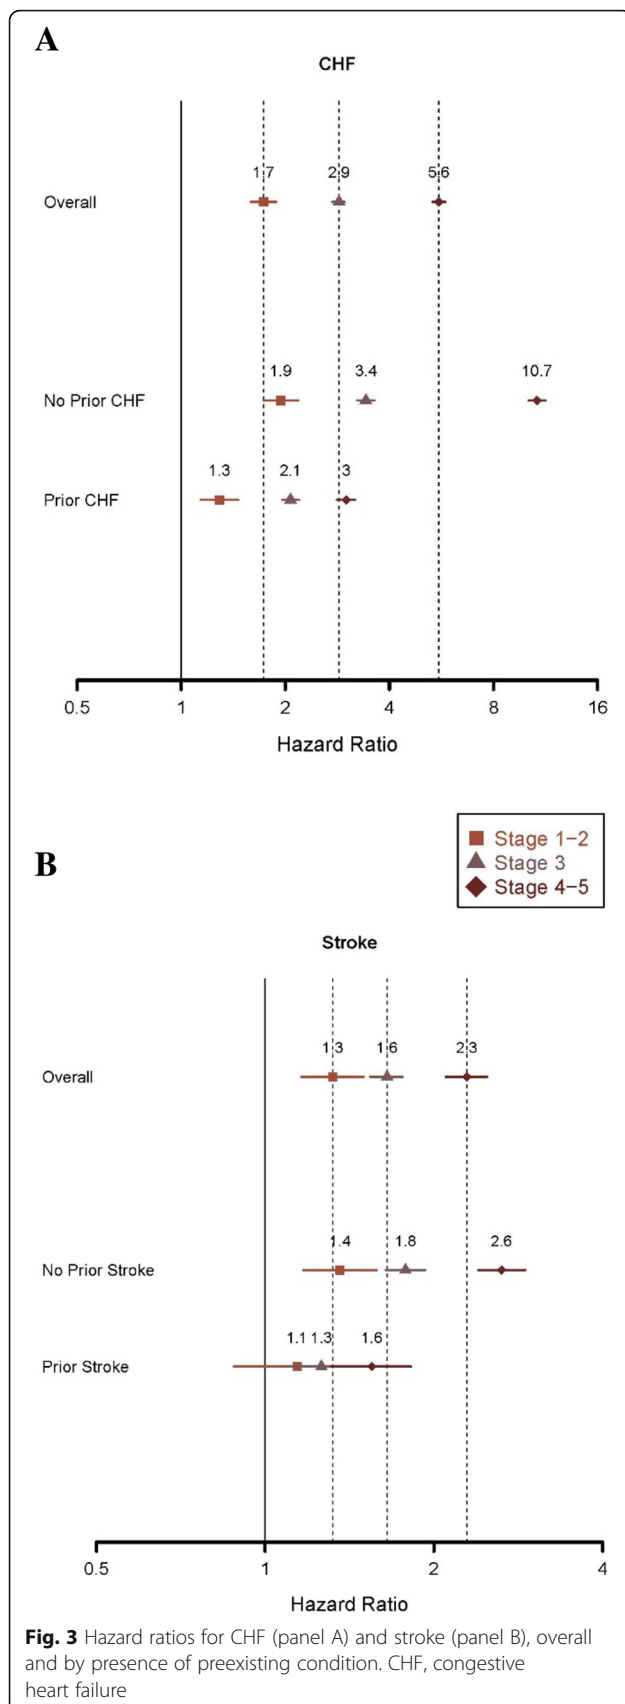 A
CHF
1.7 2.9 5.6
Overall
1.9 3.4 10.7
No Prior CHF
1.3 2.1 3
Prior CHF
0.5 1 2 4 8 16
Hazard Ratio
Stage 1−2
Stage 3
Stage 4−5
B
Stroke
1.3 1.6 2.3
Overall
1.4 1.8 2.6
No Prior Stroke
1.1 1.3 1.6
Prior Stroke
0.5 1 2 4
Hazard Ratio
Fig. 3 Hazard ratios for CHF (panel A) and stroke (panel B), overall
and by presence of preexisting condition. CHF, congestive
heart failure